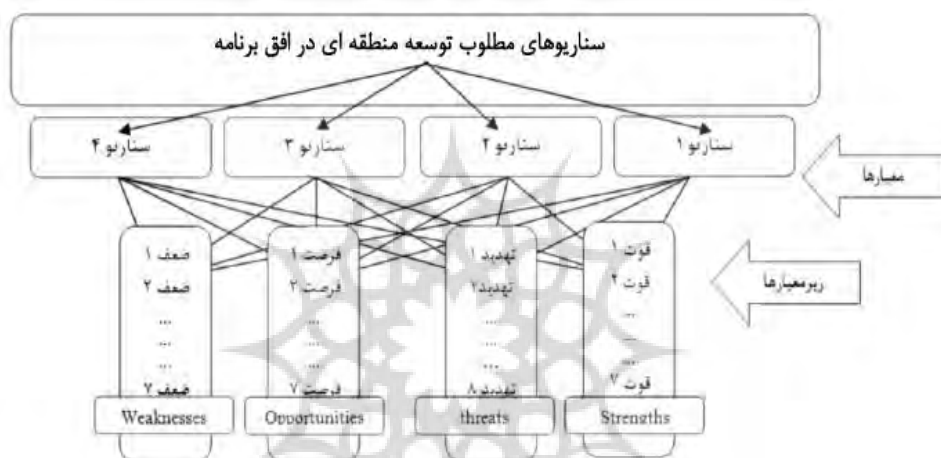 سناریوهای مطلوب توسعه منطقه ای در افق برنامه
سناریو ۱
سناریو ۲
سناریو ۳
سناریو ۴
معیارها
قوت ۱
قوت ۲
...
...
.....
قوت ۷
Strengths
تهدید ۱
تهدید۲
...
....
...
تهدید ۸
threats
فرصت ۱
فرصت ۲
...
....
...
فرصت ۷
Opportunities
ضعف ۱
ضعف ۲
...
...
...
ضعف ۷
Weaknesses
زیرمعیارها